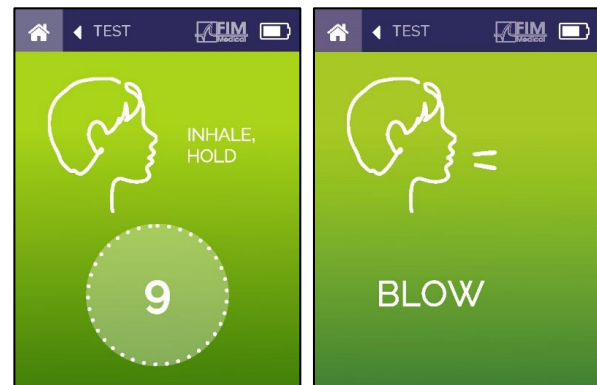 TEST
FIM
Medical
INHALE,
HOLD
9
TEST
FIM
Medical
BLOW